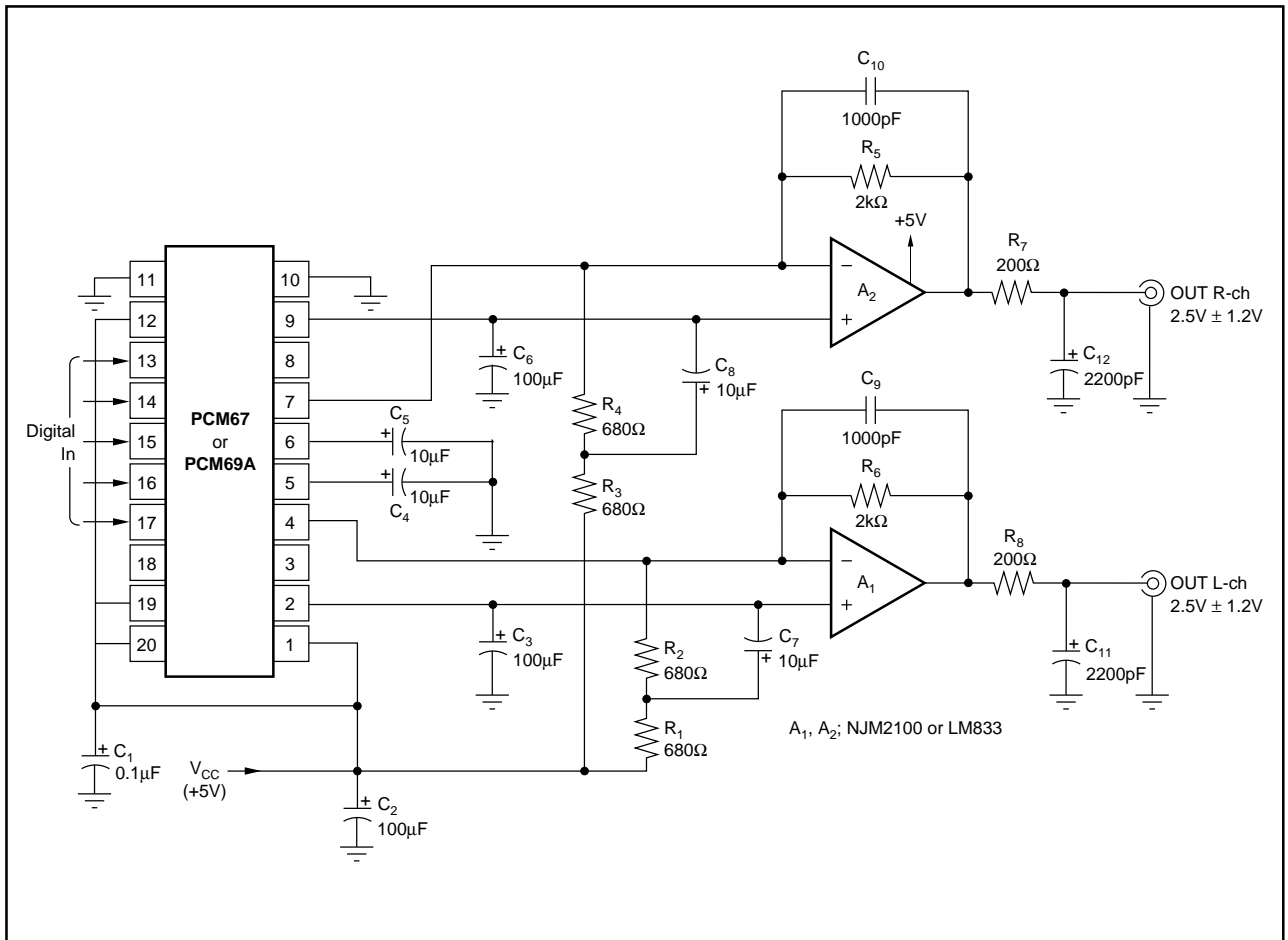 C10
1000pF
R5
2kΩ
+5V
R7
200Ω
− A2 +
OUT R-ch
2.5V ± 1.2V
C12
2200pF
11 10
12 9
13 8
14 7
15 6
16 5
17 4
18 3
19 2
20 1
PCM67
or
PCM69A
Digital
In
C6
100μF
C8
10μF
C5
10μF
10μF
C4
R4
680Ω
R3
680Ω
C9
1000pF
R6
2kΩ
R8
200Ω
− A1 +
OUT L-ch
2.5V ± 1.2V
C11
2200pF
C3
100μF
R2
680Ω
C7
10μF
R1
680Ω
A1, A2; NJM2100 or LM833
C1
0.1μF
VCC
(+5V)
C2
100μF